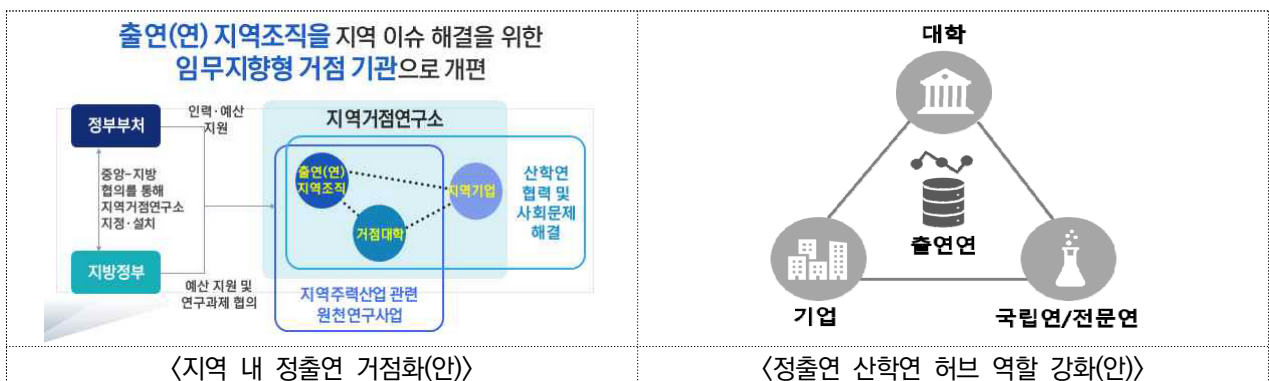 출연(연) 지역조직을 지역 이슈 해결을 위한
임무지향형 거점 기관으로 개편
정부부처
인력·예산
지원
지역거점연구소
중앙-지방
협의를 통해
지역거점연구소
지정·설치
출연(연)
지역조직
지역기업
거점대학
산학연
협력 및
사회문제
해결
지방정부
예산 지원 및
연구과제 협의
지역주력산업 관련
원천연구사업
〈지역 내 정출연 거점화(안)〉
대학
출연연
기업
국립연/전문연
〈정출연 산학연 허브 역할 강화(안)〉